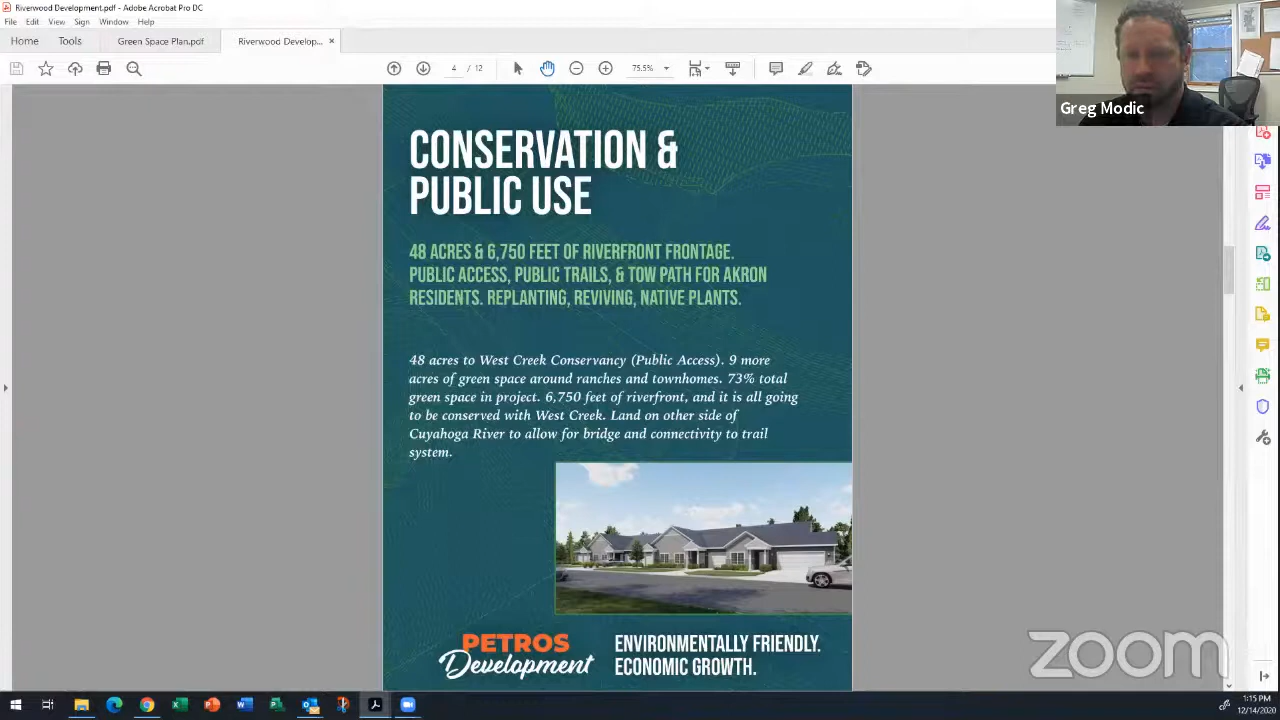 Riverwood Development.pdf - Adobe Acrobat Pro DC
File Edit View Sign Window Help
Home Tools Green Space Plan.pdf Riverwood Develop... ×
4 / 12 75.5%
Greg Modic
CONSERVATION &
PUBLIC USE
48 ACRES & 6,750 FEET OF RIVERFRONT FRONTAGE.
PUBLIC ACCESS, PUBLIC TRAILS, & TOW PATH FOR AKRON
RESIDENTS. REPLANTING, REVIVING, NATIVE PLANTS.
48 acres to West Creek Conservancy (Public Access). 9 more
acres of green space around ranches and townhomes. 73% total
green space in project. 6,750 feet of riverfront, and it is all going
to be conserved with West Creek. Land on other side of
Cuyahoga River to allow for bridge and connectivity to trail
system.
PETROS
Development
ENVIRONMENTALLY FRIENDLY.
ECONOMIC GROWTH.
zoom
1:15 PM
12/14/2020